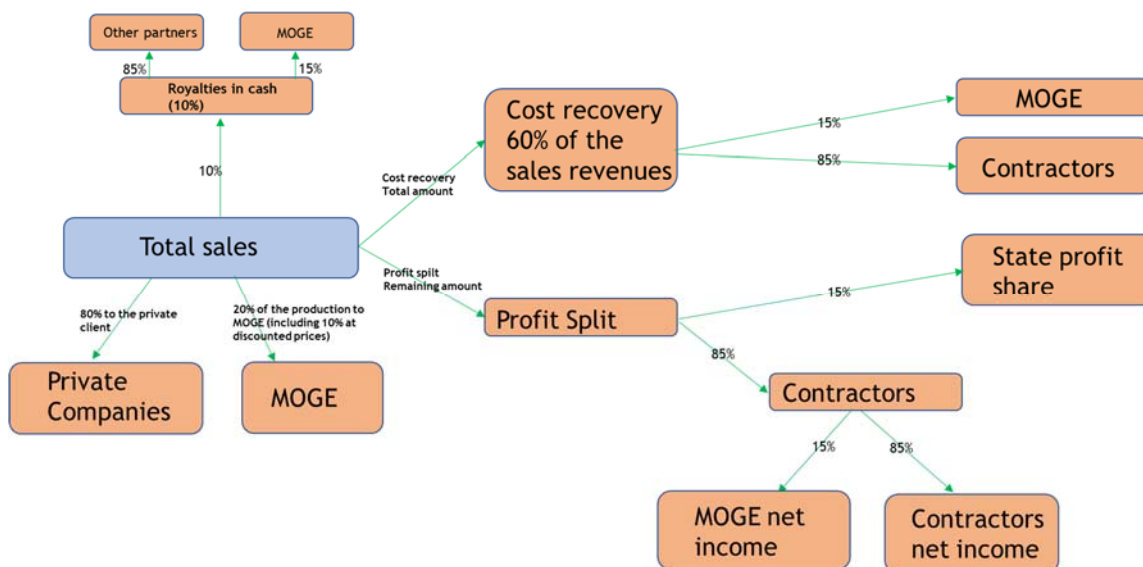 Other partners
MOGE
85%
15%
Royalties in cash
(10%)
10%
Total sales
80% to the private
client
20% of the production to
MOGE (including 10% at
discounted prices)
Private
Companies
MOGE
Cost recovery
Total amount
Cost recovery
60% of the
sales revenues
15%
85%
MOGE
Contractors
Profit spilt
Remaining amount
Profit Split
15%
State profit
share
85%
Contractors
15%
85%
MOGE net
income
Contractors
net income